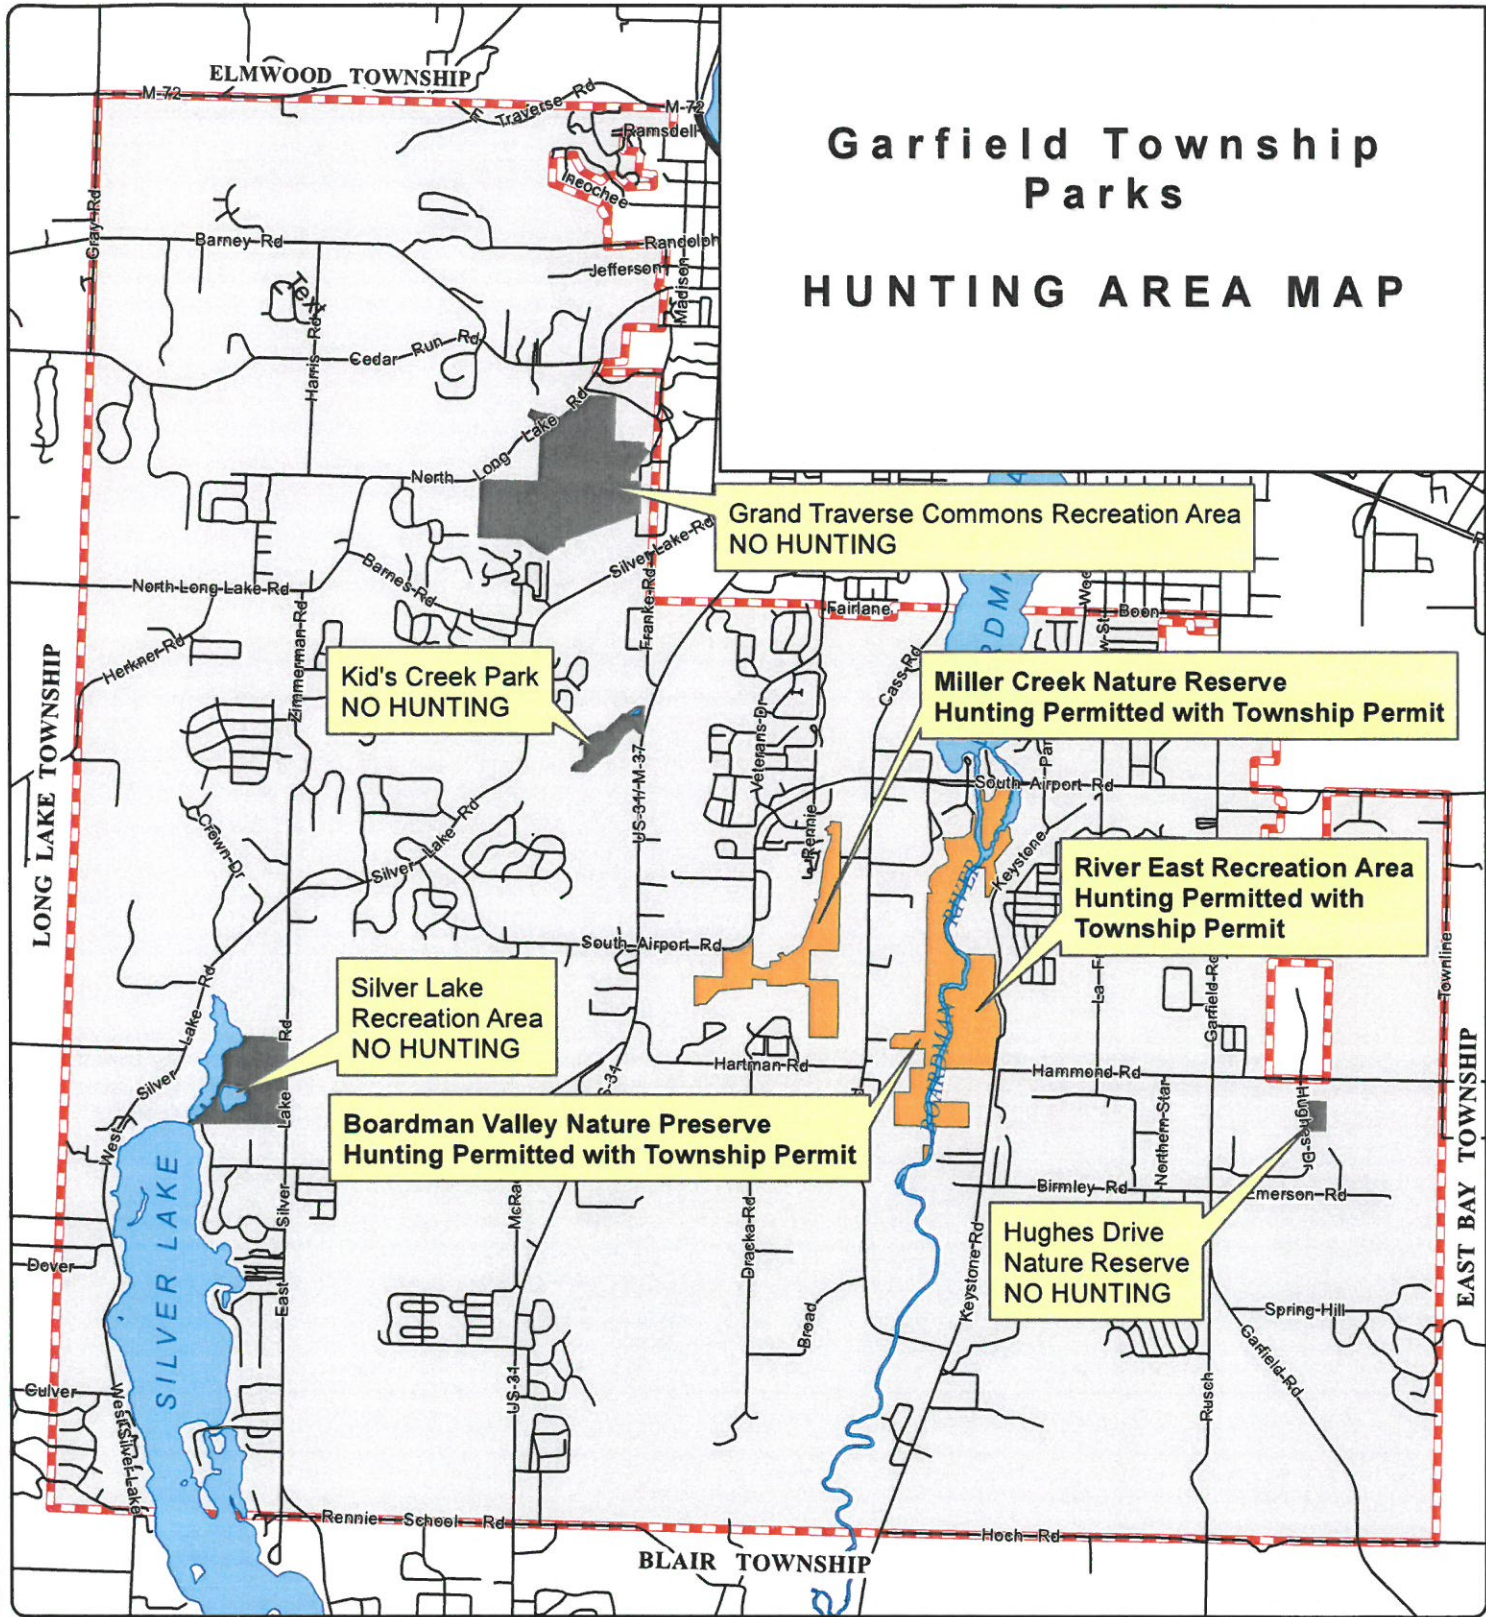 Garfield Township
Parks
HUNTING AREA MAP
ELMWOOD TOWNSHIP
M-72
E Traverse Rd
M-72
Ramsdell
Incochee
Gray Rd
Barney Rd
Randolph
Jefferson
Madison
Tex
Harris Rd
Cedar Run Rd
North Long Lake Rd
Grand Traverse Commons Recreation Area
NO HUNTING
Silver Lake Rd
Barnes Rd
North Long Lake Rd
Zimmerman Rd
Franke Rd
Fairlane
Boon
Herkner Rd
Cass Rd
Kid's Creek Park
NO HUNTING
Miller Creek Nature Reserve
Hunting Permitted with Township Permit
LONG LAKE TOWNSHIP
US-31/ M-37
Veterans Dr
South Airport Rd
Rennie
Crown Dr
Silver Lake Rd
Keystone
RIVER
River East Recreation Area
Hunting Permitted with
Township Permit
South Airport Rd
Garfield Rd
Townline
Silver Lake
Recreation Area
NO HUNTING
West Silver Lake Rd
Hartman Rd
BOARDMAN
Hammond Rd
Northern Star
Hughes Dr
EAST BAY TOWNSHIP
Boardman Valley Nature Preserve
Hunting Permitted with Township Permit
Birmley Rd
Emerson Rd
Hughes Drive
Nature Reserve
NO HUNTING
East Silver Lake Rd
SILVER LAKE
Dracka Rd
Keystone Rd
Dover
Broad
Spring Hill
Garfield Rd
Culver
West Silver Lake
US-31
Rusch
Rennie School Rd
Hoch Rd
BLAIR TOWNSHIP